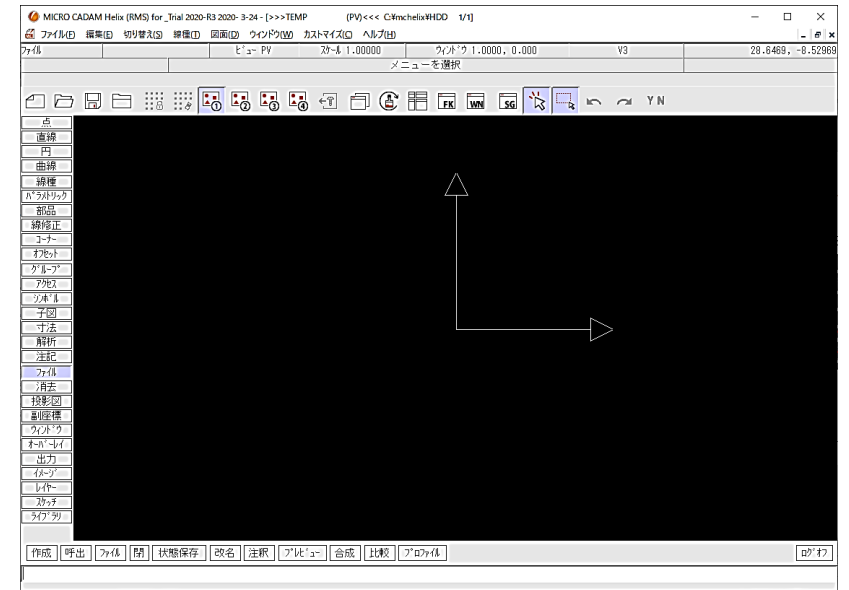 MICRO CADAM Helix (RMS) for _Trial 2020-R3 2020- 3-24 - [>>>TEMP (PV)<<< C:¥mchelix¥HDD 1/1]
ファイル(F) 編集(E) 切り替え(S) 線種(T) 図面(D) ウインドウ(W) カストマイズ(C) ヘルプ(H)
ﾌｧｲﾙ ﾋﾞｭｰ PV ｽｹｰﾙ 1.00000 ｳｨﾝﾄﾞｳ 1.0000, 0.000 V3 28.6469, -8.52969
メニューを選択
FK WN SG Y N
点
直線
円
曲線
線種
ﾊﾟﾗﾒﾄﾘｯｸ
部品
線修正
ｺｰﾅｰ
ｵﾌｾｯﾄ
ｸﾞﾙｰﾌﾟ
ｱｸｾｽ
ｼﾝﾎﾞﾙ
子図
寸法
解析
注記
ﾌｧｲﾙ
消去
投影図
副座標
ｳｨﾝﾄﾞｳ
ｵｰﾊﾞｰﾚｲ
出力
ｲﾒｰｼﾞ
ﾚｲﾔｰ
ｽｹｯﾁ
ﾗｲﾌﾞﾗﾘ
作成 呼出 ﾌｧｲﾙ 閉 状態保存 改名 注釈 ﾌﾟﾚﾋﾞｭｰ 合成 比較 ﾌﾟﾛﾌｧｲﾙ ﾛｸﾞｵﾌ